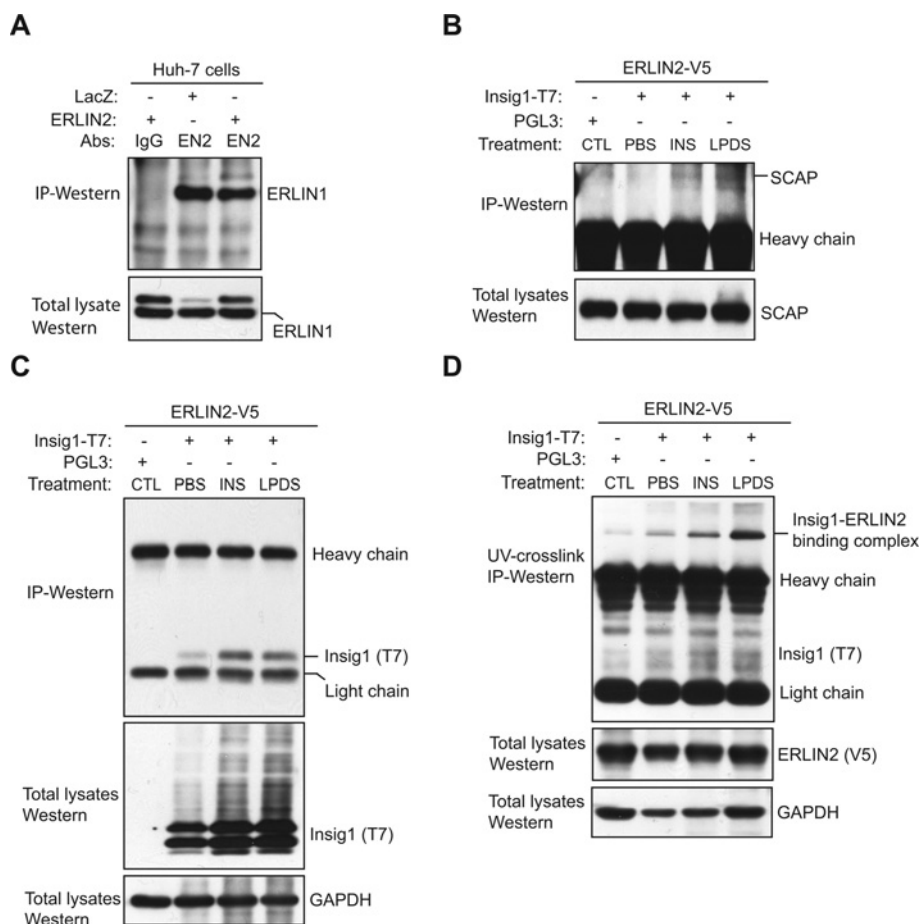 A
Huh-7 cells
LacZ: - + -
ERLIN2: + - +
Abs: IgG EN2 EN2
IP-Western
ERLIN1
Total lysate
Western
ERLIN1
B
ERLIN2-V5
Insig1-T7: - + + +
PGL3: + - - -
Treatment: CTL PBS INS LPDS
SCAP
IP-Western
Heavy chain
Total lysates
Western
SCAP
C
ERLIN2-V5
Insig1-T7: - + + +
PGL3: + - - -
Treatment: CTL PBS INS LPDS
Heavy chain
IP-Western
Insig1 (T7)
Light chain
Total lysates
Western
Insig1 (T7)
Total lysates
Western
GAPDH
D
ERLIN2-V5
Insig1-T7: - + + +
PGL3: + - - -
Treatment: CTL PBS INS LPDS
Insig1-ERLIN2
binding complex
UV-crosslink
IP-Western
Heavy chain
Insig1 (T7)
Light chain
Total lysates
Western
ERLIN2 (V5)
Total lysates
Western
GAPDH